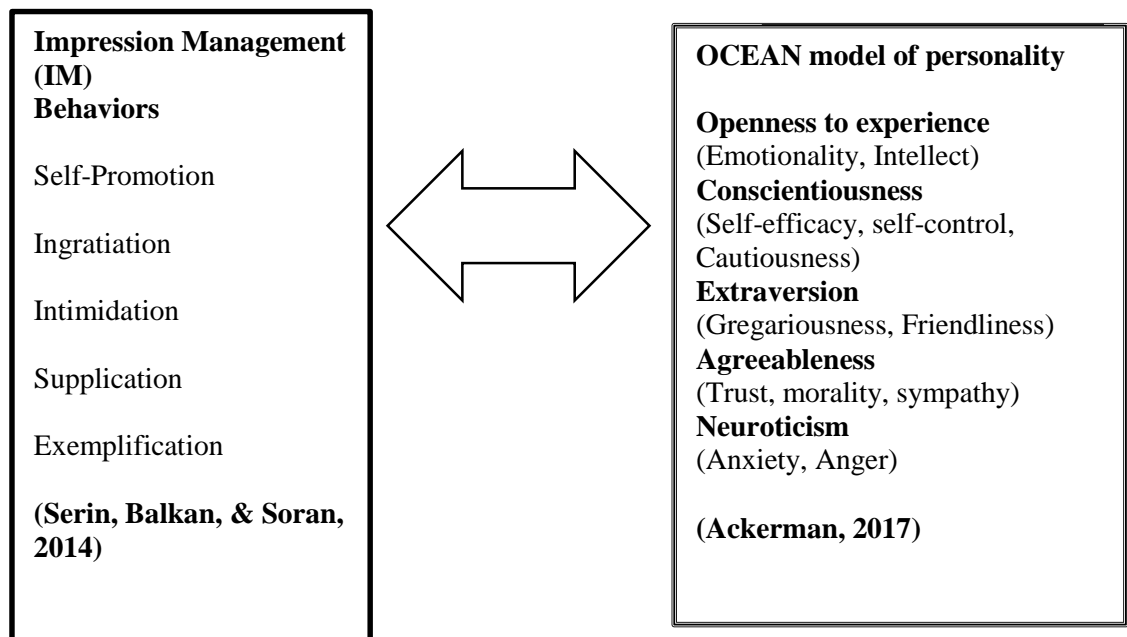 Impression Management
(IM)
Behaviors
Self-Promotion
Ingratiation
Intimidation
Supplication
Exemplification
(Serin, Balkan, & Soran,
2014)
OCEAN model of personality
Openness to experience
(Emotionality, Intellect)
Conscientiousness
(Self-efficacy, self-control,
Cautiousness)
Extraversion
(Gregariousness, Friendliness)
Agreeableness
(Trust, morality, sympathy)
Neuroticism
(Anxiety, Anger)
(Ackerman, 2017)